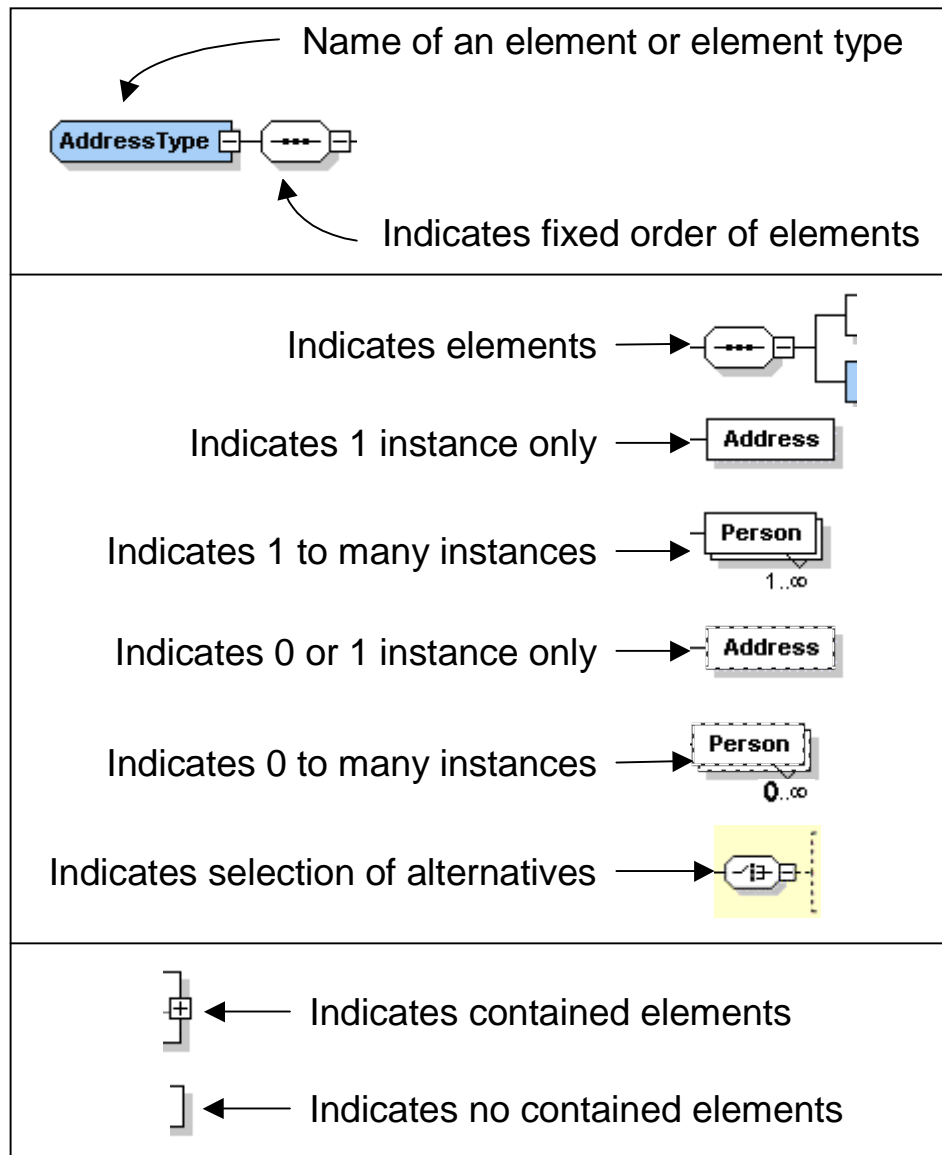 Name of an element or element type
AddressType
Indicates fixed order of elements
Indicates elements
Indicates 1 instance only
Address
Indicates 1 to many instances
Person
1..∞
Indicates 0 or 1 instance only
Address
Indicates 0 to many instances
Person
0..∞
Indicates selection of alternatives
Indicates contained elements
Indicates no contained elements